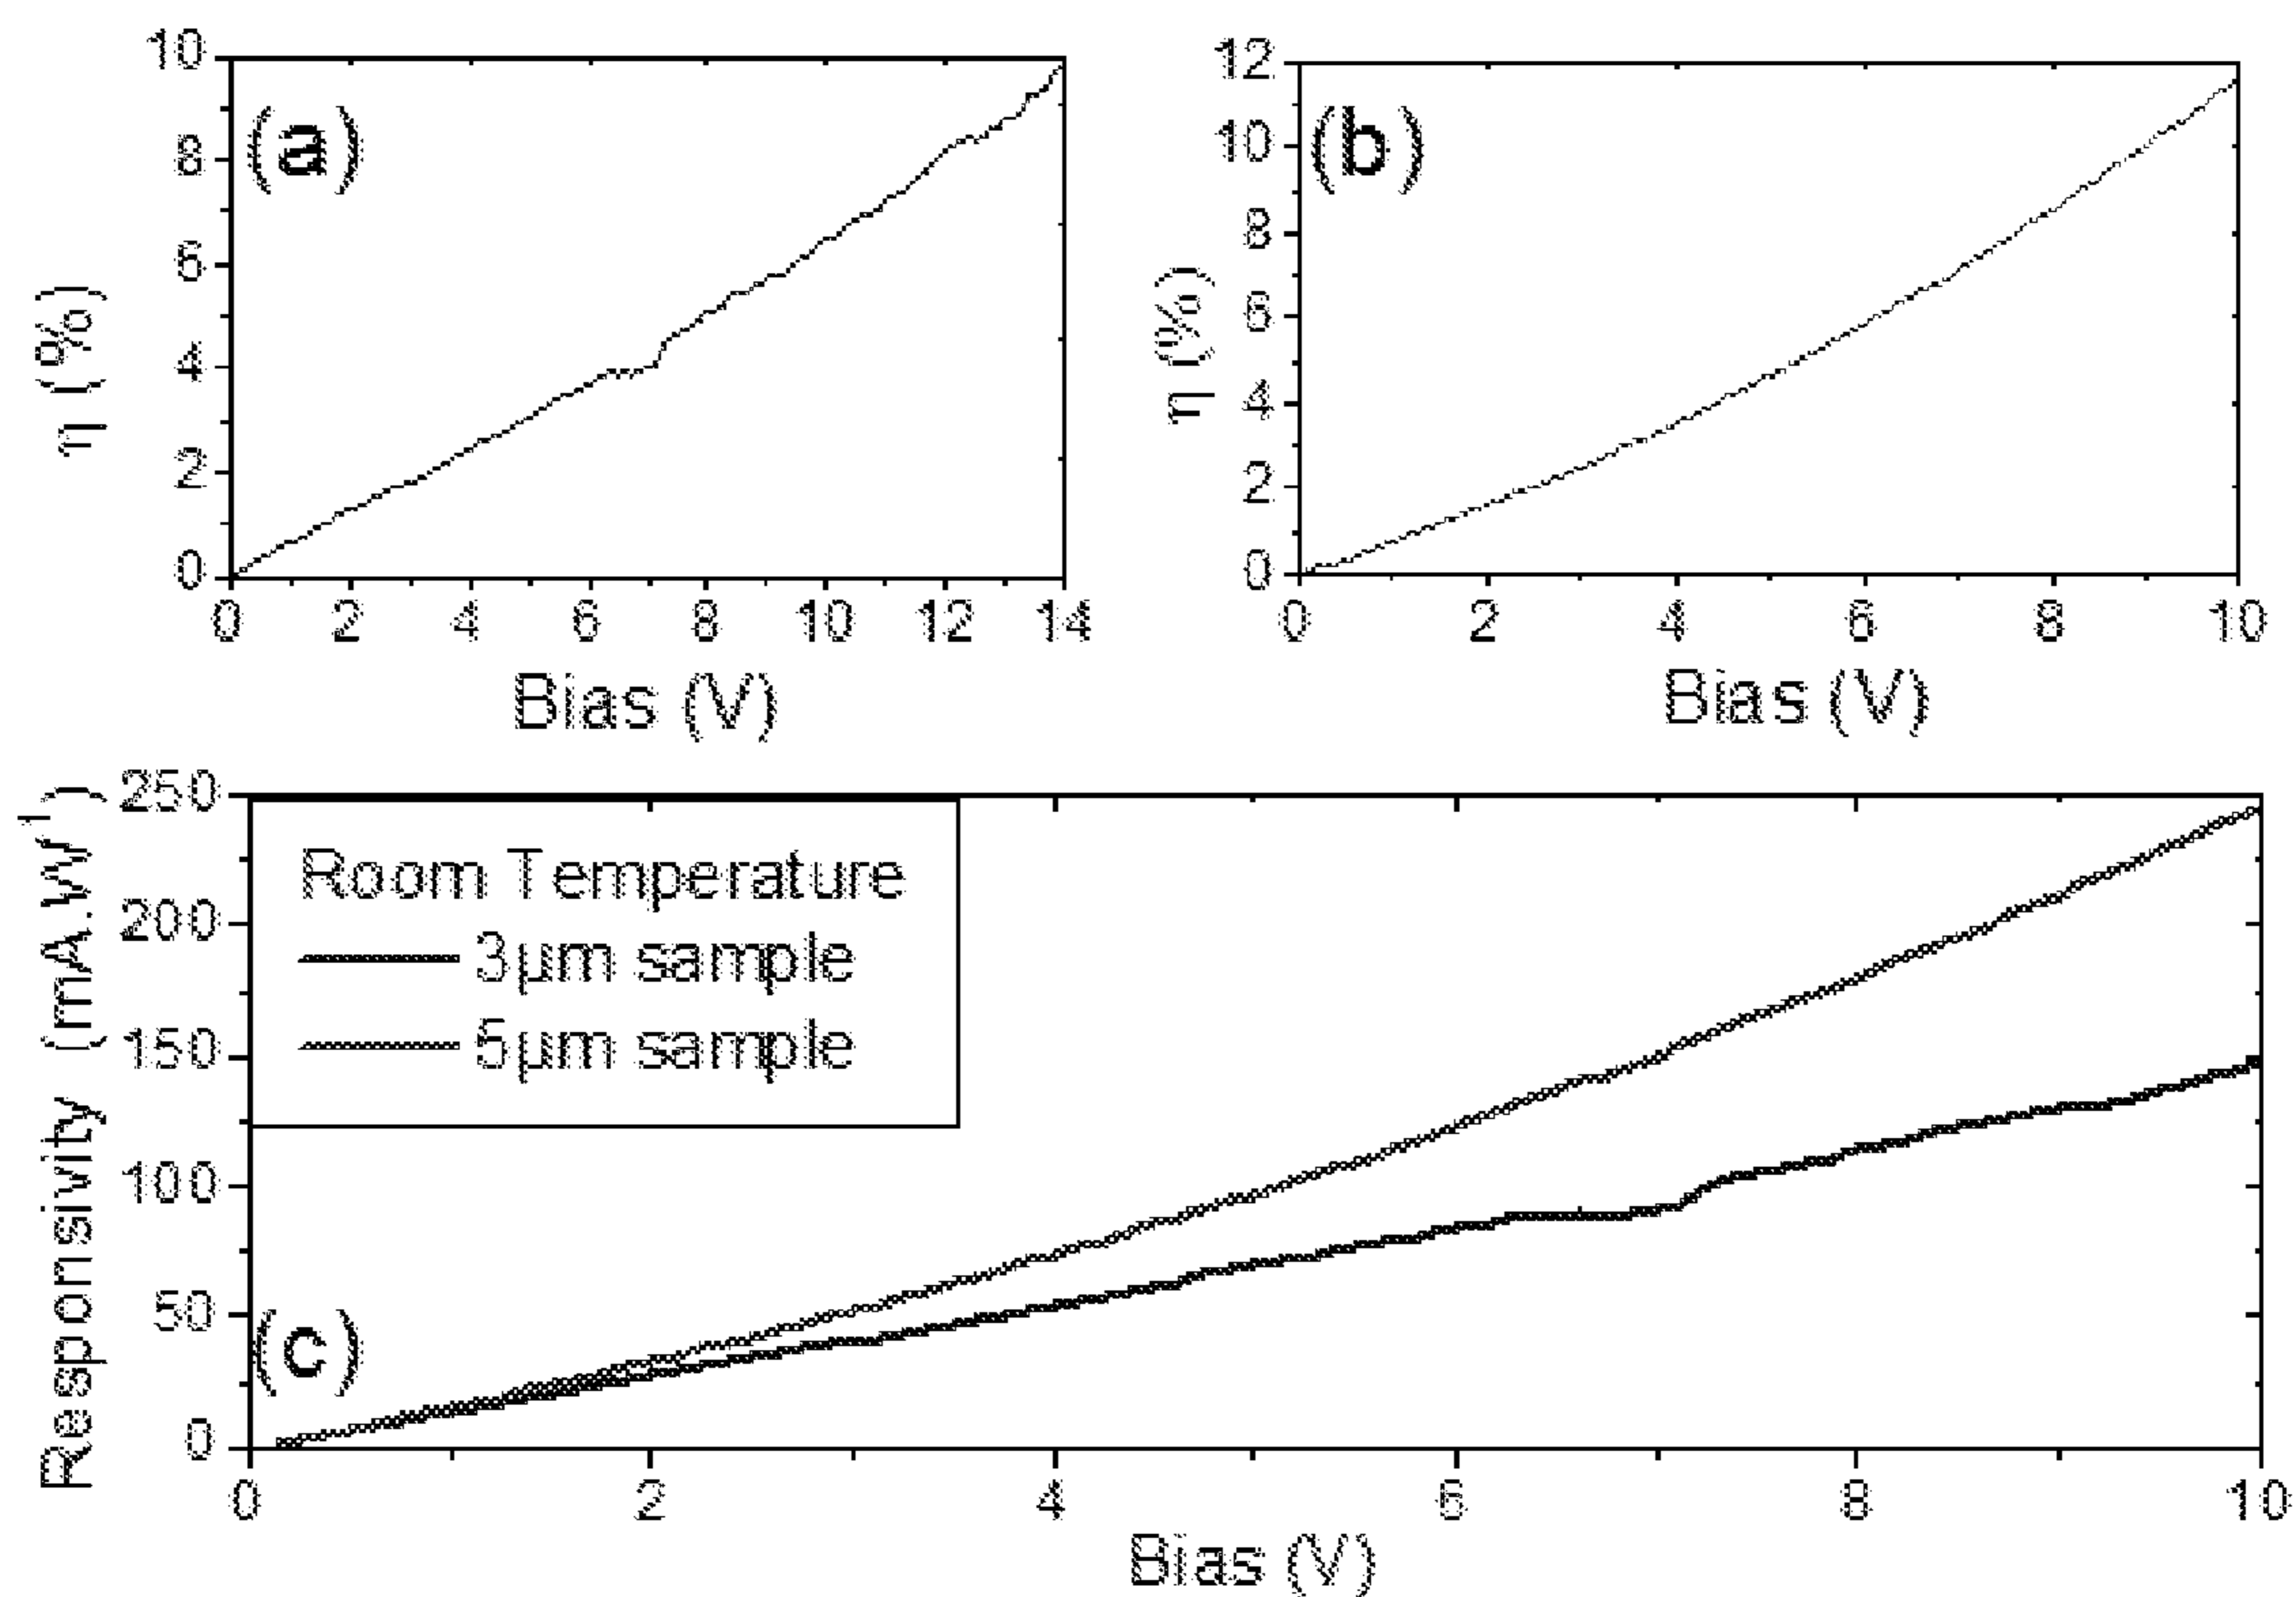 (a)
η (%)
10
8
6
4
2
0
0 2 4 6 8 10 12 14
Bias (V)
(b)
η (%)
12
10
8
6
4
2
0
0 2 4 6 8 10
Bias (V)
Responsivity (mA.W⁻¹)
250
200
150
100
50
0
Room Temperature
3µm sample
5µm sample
(c)
0 2 4 6 8 10
Bias (V)